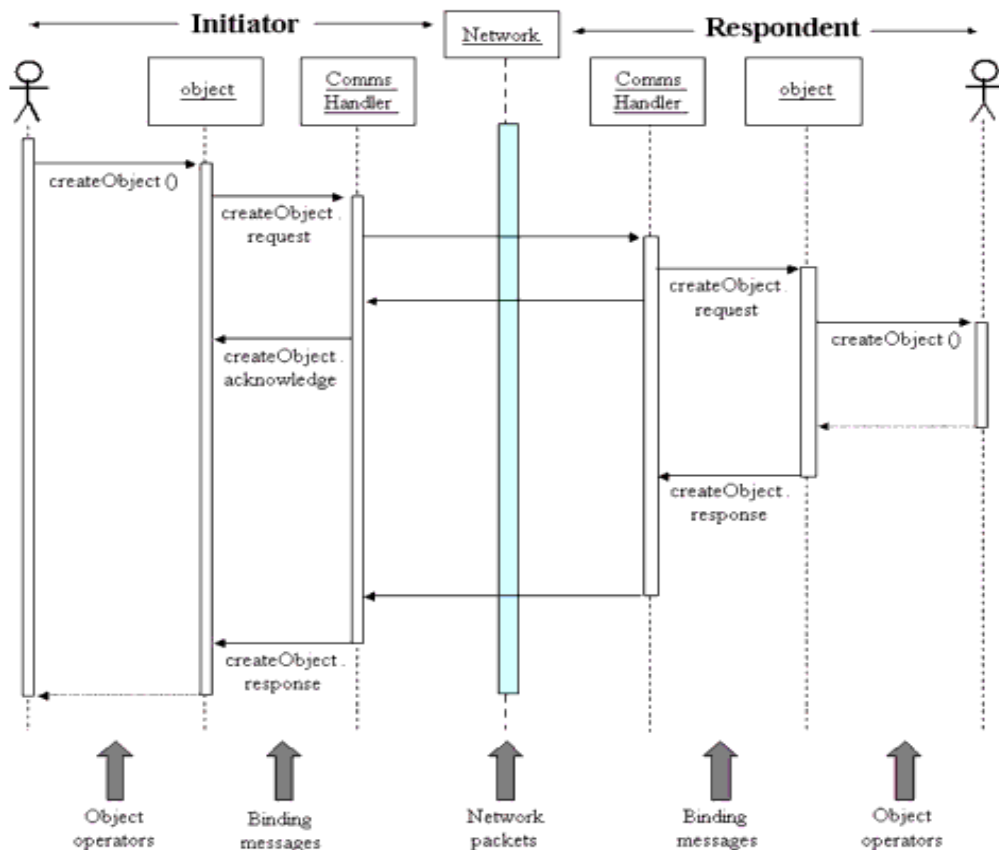 Initiator
Network
Respondent
object
Comms
Handler
Comms
Handler
object
createObject ()
createObject .
request
createObject .
request
createObject ()
createObject .
acknowledge
createObject .
response
createObject .
response
Object
operators
Binding
messages
Network
packets
Binding
messages
Object
operators